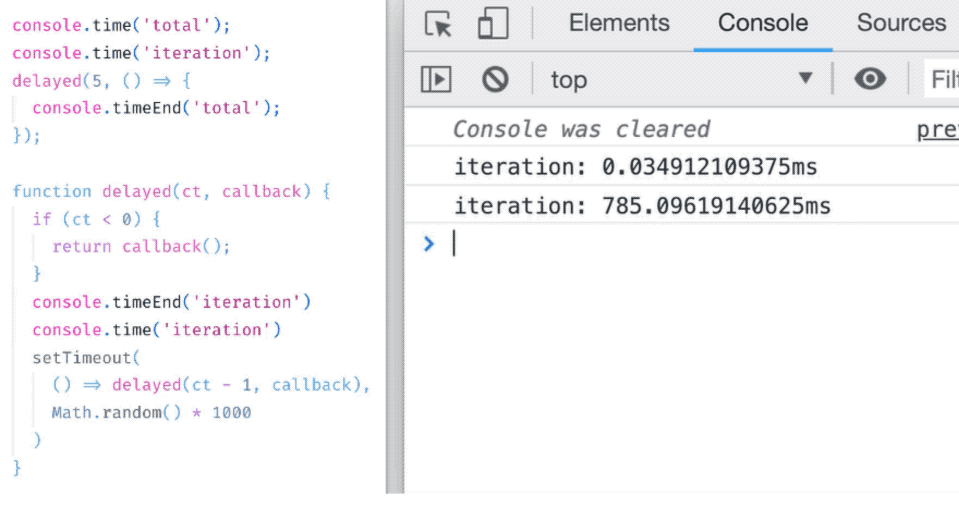 console.time('total');
console.time('iteration');
delayed(5, () => {
  console.timeEnd('total');
});
function delayed(ct, callback) {
  if (ct < 0) {
    return callback();
  }
  console.timeEnd('iteration')
  console.time('iteration')
  setTimeout(
    () => delayed(ct - 1, callback),
    Math.random() * 1000
  )
}
Elements Console Sources
top Filt
Console was cleared prev
iteration: 0.034912109375ms
iteration: 785.09619140625ms
>